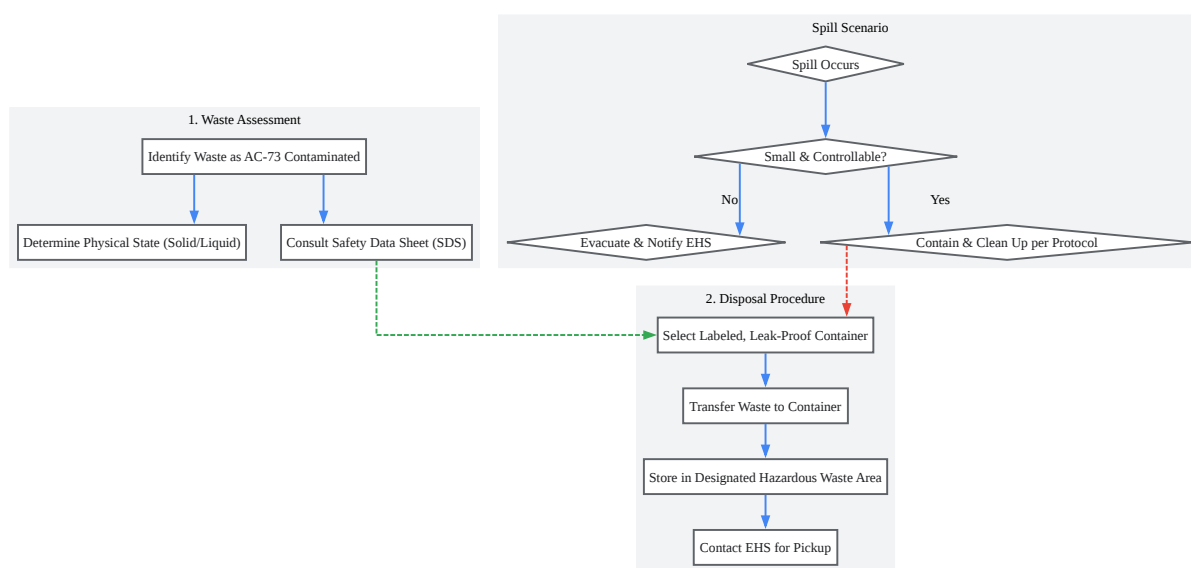 Spill Scenario
Spill Occurs
1. Waste Assessment
Identify Waste as AC-73 Contaminated
Small & Controllable?
No
Yes
Determine Physical State (Solid/Liquid)
Consult Safety Data Sheet (SDS)
Evacuate & Notify EHS
Contain & Clean Up per Protocol
2. Disposal Procedure
Select Labeled, Leak-Proof Container
Transfer Waste to Container
Store in Designated Hazardous Waste Area
Contact EHS for Pickup